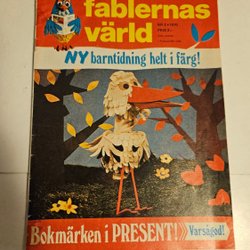 fablernas
värld
NY barntidning helt i färg!
Bokmärken i PRESENT! Varsågod!